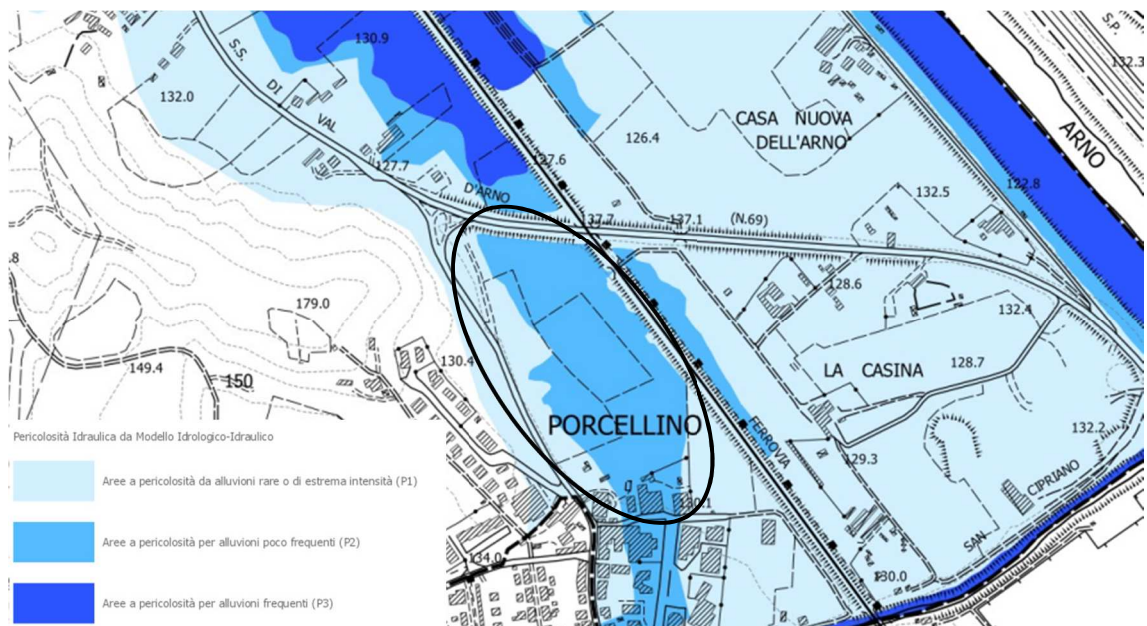 130.9
S.P.
132.3
S.S.
DI
VAL
132.0
CASA NUOVA
DELL'ARNO
ARNO
126.4
127.6
127.7
132.5
122.8
D'ARNO
137.7
137.1
(N.69)
179.0
128.6
132.4
130.4
149.4
150
128.7
LA CASINA
PORCELLINO
FERROVIA
132.2
129.3
CIPRIANO
SAN
130.1
134.0
130.0
Pericolosità Idraulica da Modello Idrologico-Idraulico
Aree a pericolosità da alluvioni rare o di estrema intensità (P1)
Aree a pericolosità per alluvioni poco frequenti (P2)
Aree a pericolosità per alluvioni frequenti (P3)